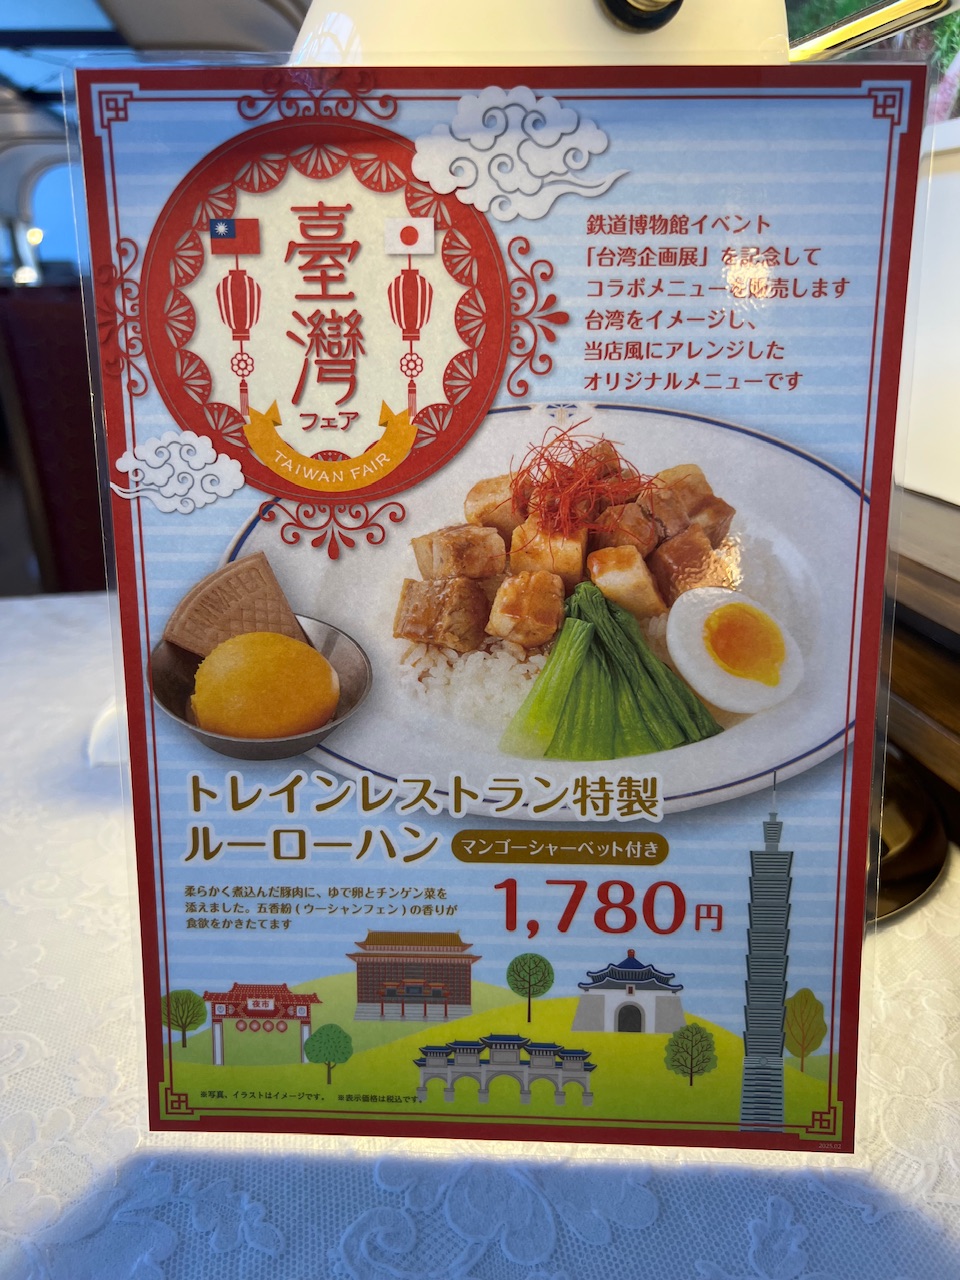 臺灣
フェア
TAIWAN FAIR
鉄道博物館イベント
「台湾企画展」を記念して
コラボメニューを販売します
台湾をイメージし、
当店風にアレンジした
オリジナルメニューです
トレインレストラン特製
ルーローハン
マンゴーシャーベット付き
柔らかく煮込んだ豚肉に、ゆで卵とチンゲン菜を
添えました。五香粉(ウーシャンフェン)の香りが
食欲をかきたてます
1,780円
夜市
※写真、イラストはイメージです。 ※表示価格は税込です。
2025.02